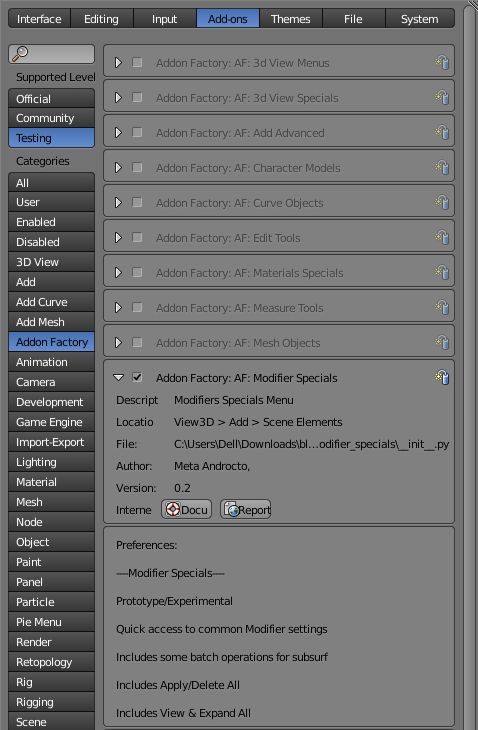 Interface Editing Input Add-ons Themes File System
Supported Level
Official
Community
Testing
Categories
All
User
Enabled
Disabled
3D View
Add
Add Curve
Add Mesh
Addon Factory
Animation
Camera
Development
Game Engine
Import-Export
Lighting
Material
Mesh
Node
Object
Paint
Panel
Particle
Pie Menu
Render
Retopology
Rig
Rigging
Scene
Addon Factory: AF: 3d View Menus
Addon Factory: AF: 3d View Specials
Addon Factory: AF: Add Advanced
Addon Factory: AF: Character Models
Addon Factory: AF: Curve Objects
Addon Factory: AF: Edit Tools
Addon Factory: AF: Materials Specials
Addon Factory: AF: Measure Tools
Addon Factory: AF: Mesh Objects
Addon Factory: AF: Modifier Specials
Descript Modifiers Specials Menu
Locatio View3D > Add > Scene Elements
File: C:\Users\Dell\Downloads\bl...odifier_specials\__init__.py
Author: Meta Androcto,
Version: 0.2
Interne Docu Report
Preferences:
—Modifier Specials—
Prototype/Experimental
Quick access to common Modifier settings
Includes some batch operations for subsurf
Includes Apply/Delete All
Includes View & Expand All